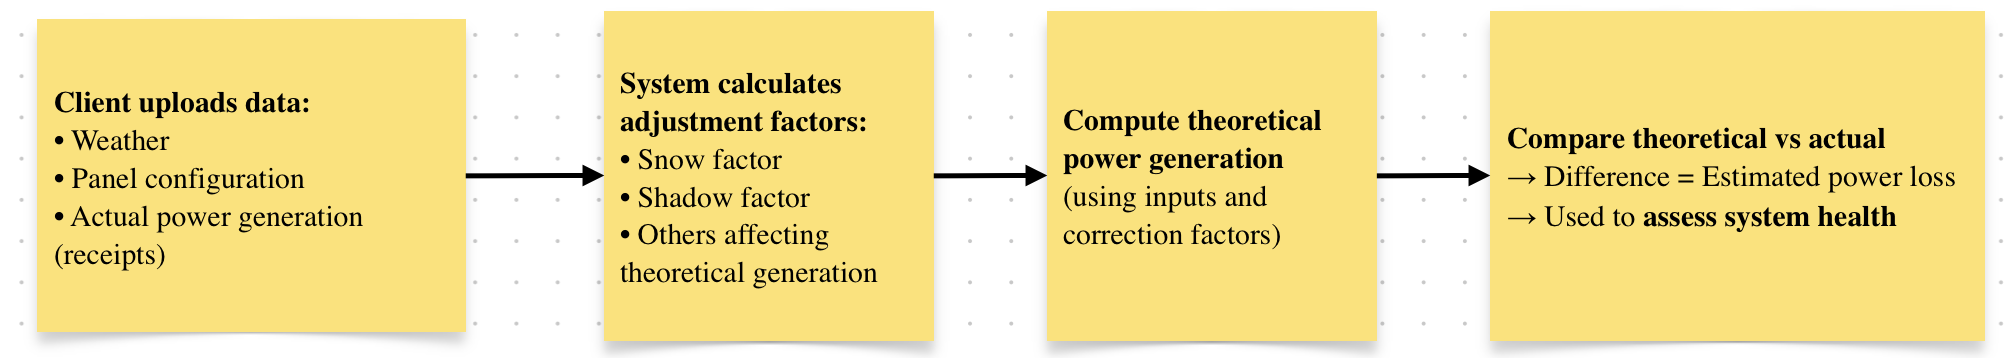 Client uploads data:
• Weather
• Panel configuration
• Actual power generation
(receipts)
System calculates
adjustment factors:
• Snow factor
• Shadow factor
• Others affecting
theoretical generation
Compute theoretical
power generation
(using inputs and
correction factors)
Compare theoretical vs actual
→ Difference = Estimated power loss
→ Used to assess system health